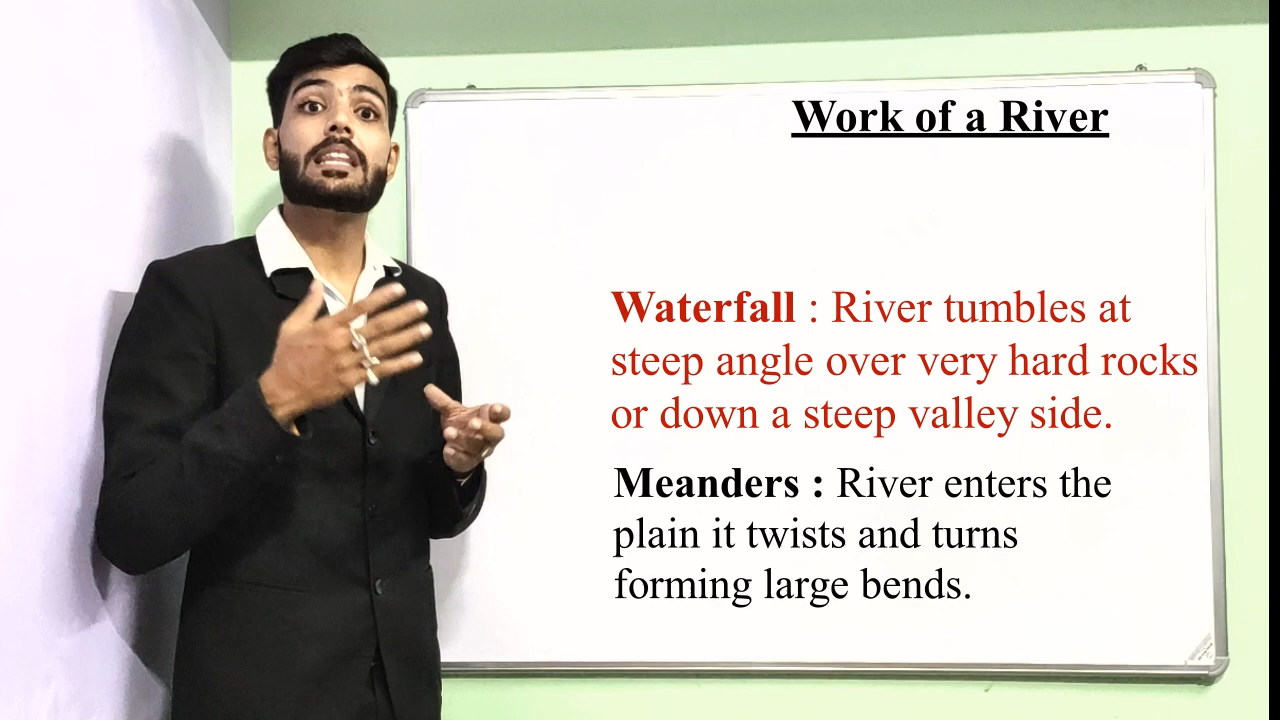 Work of a River
Waterfall : River tumbles at
steep angle over very hard rocks
or down a steep valley side.
Meanders : River enters the
plain it twists and turns
forming large bends.